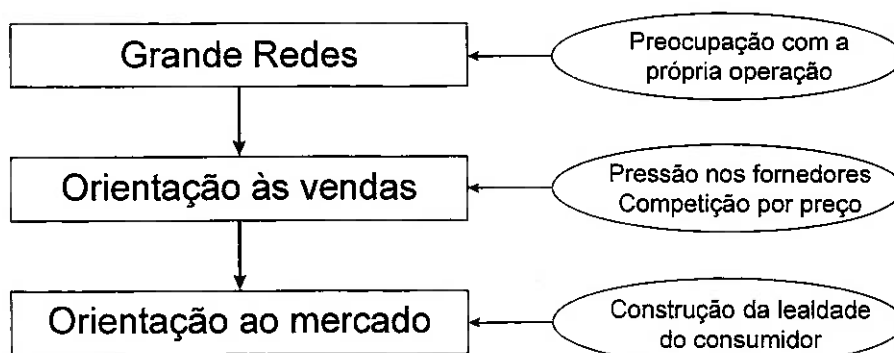 Grande Redes
Preocupação com a
própria operação
Orientação às vendas
Pressão nos fornedores
Competição por preço
Orientação ao mercado
Construção da lealdade
do consumidor